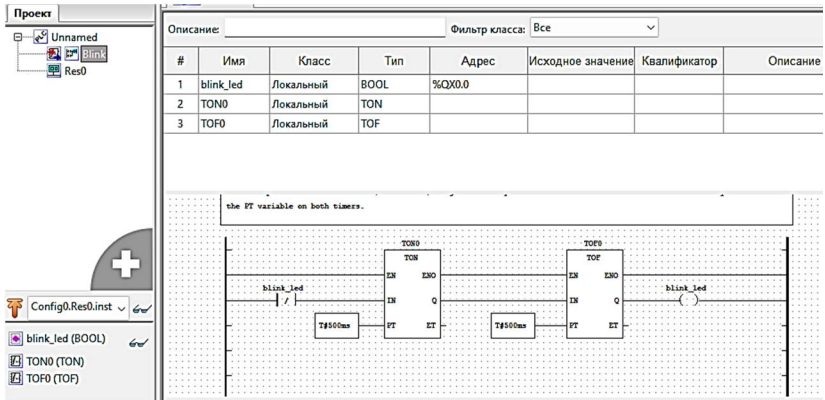 Проект
Unnamed
Blink
Res0
Config0.Res0.inst
blink_led (BOOL)
TON0 (TON)
TOF0 (TOF)
Описание:
Фильтр класса: Все
# Имя Класс Тип Адрес Исходное значение Квалификатор Описание
1 blink_led Локальный BOOL %QX0.0
2 TON0 Локальный TON
3 TOF0 Локальный TOF
the PT variable on both timers.
TON0 TOF0
TON TOF
EN ENO EN ENO
blink_led blink_led
IN Q IN Q
T#500ms PT ET T#500ms PT ET